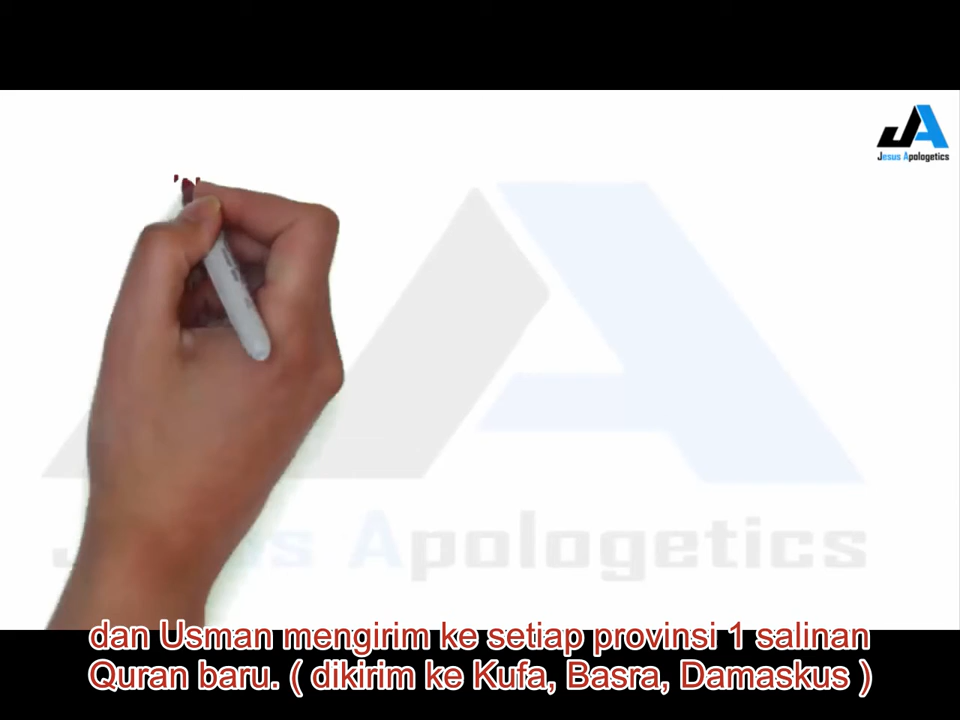 JA
Jesus Apologetics
Jesus Apologetics
dan Usman mengirim ke setiap provinsi 1 salinan
Quran baru. ( dikirim ke Kufa, Basra, Damaskus )